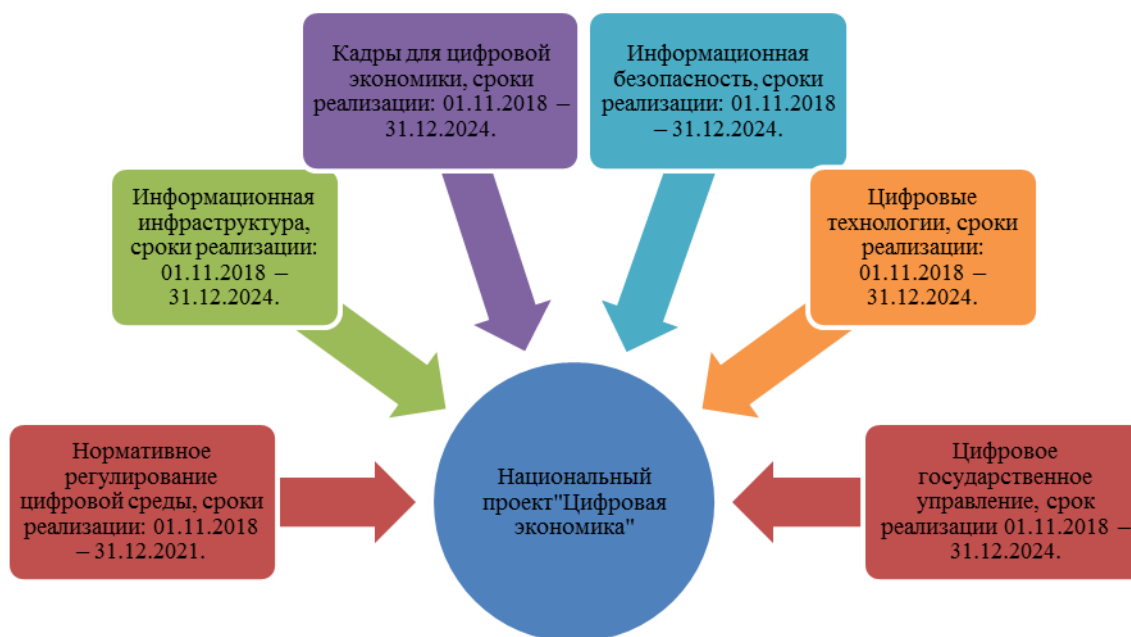 Кадры для цифровой
экономики, сроки
реализации: 01.11.2018 –
31.12.2024.
Информационная
безопасность, сроки
реализации: 01.11.2018
– 31.12.2024.
Информационная
инфраструктура,
сроки реализации:
01.11.2018 –
31.12.2024.
Цифровые
технологии, сроки
реализации:
01.11.2018 –
31.12.2024.
Нормативное
регулирование
цифровой среды, сроки
реализации: 01.11.2018
– 31.12.2021.
Национальный
проект"Цифровая
экономика"
Цифровое
государственное
управление, срок
реализации 01.11.2018 –
31.12.2024.